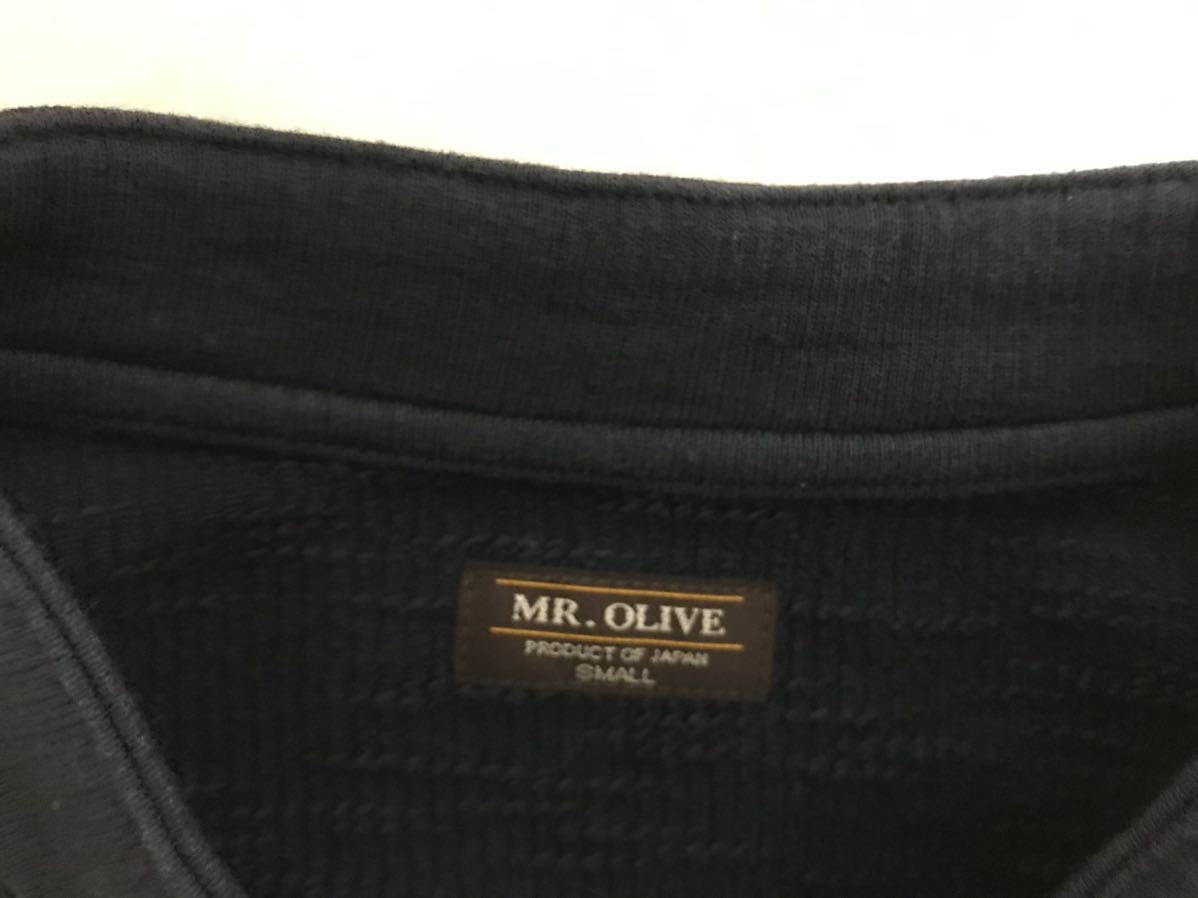 MR. OLIVE
PRODUCT OF JAPAN
SMALL